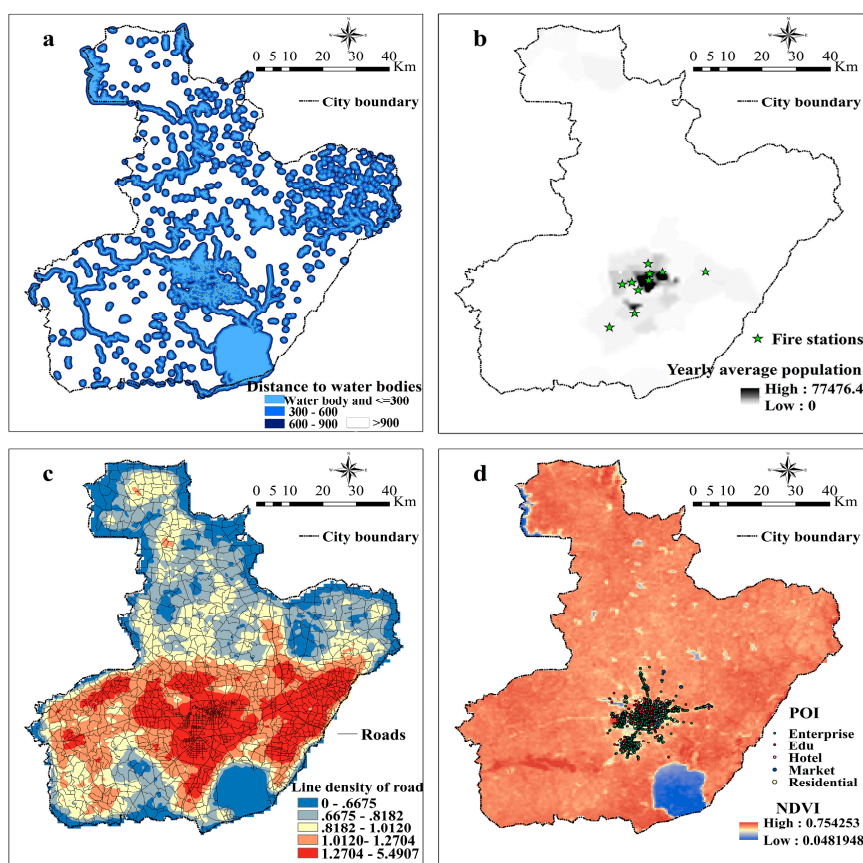 a
N
W E
S
0 5 10 20 30 40
Km
City boundary
Distance to water bodies
Water body and <=300
300 - 600
600 - 900 >900
b
N
W E
S
0 5 10 20 30 40
Km
City boundary
Fire stations
Yearly average population
High : 77476.4
Low : 0
c
N
W E
S
0 5 10 20 30 40
Km
City boundary
Roads
Line density of road
0 - .6675
.6675 - .8182
.8182 - 1.0120
1.0120- 1.2704
1.2704 - 5.4907
d
N
W E
S
0 5 10 20 30 40
Km
City boundary
POI
Enterprise
Edu
Hotel
Market
Residential
NDVI
High : 0.754253
Low : 0.0481948